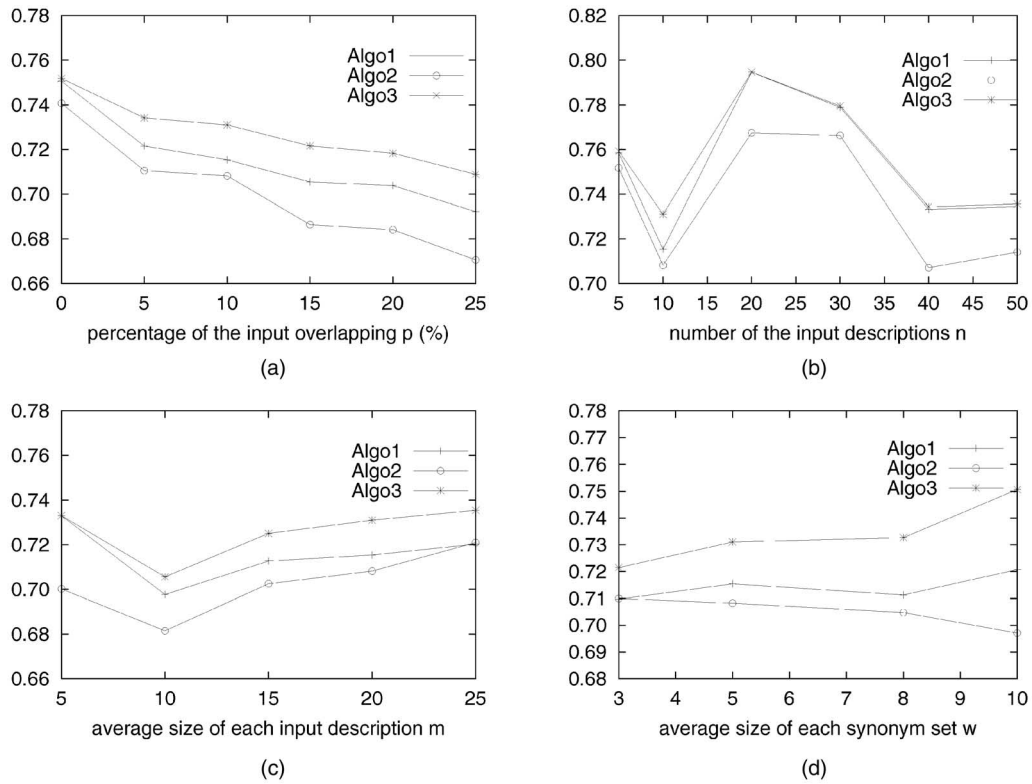 0.78
0.76
0.74
0.72
0.70
0.68
0.66
0 5 10 15 20 25
Algo1
Algo2
Algo3
percentage of the input overlapping p (%)
(a)
0.82
0.80
0.78
0.76
0.74
0.72
0.70
5 10 15 20 25 30 35 40 45 50
Algo1
Algo2
Algo3
number of the input descriptions n
(b)
0.78
0.76
0.74
0.72
0.70
0.68
0.66
5 10 15 20 25
Algo1
Algo2
Algo3
average size of each input description m
(c)
0.78
0.77
0.76
0.75
0.74
0.73
0.72
0.71
0.70
0.69
0.68
3 4 5 6 7 8 9 10
Algo1
Algo2
Algo3
average size of each synonym set w
(d)